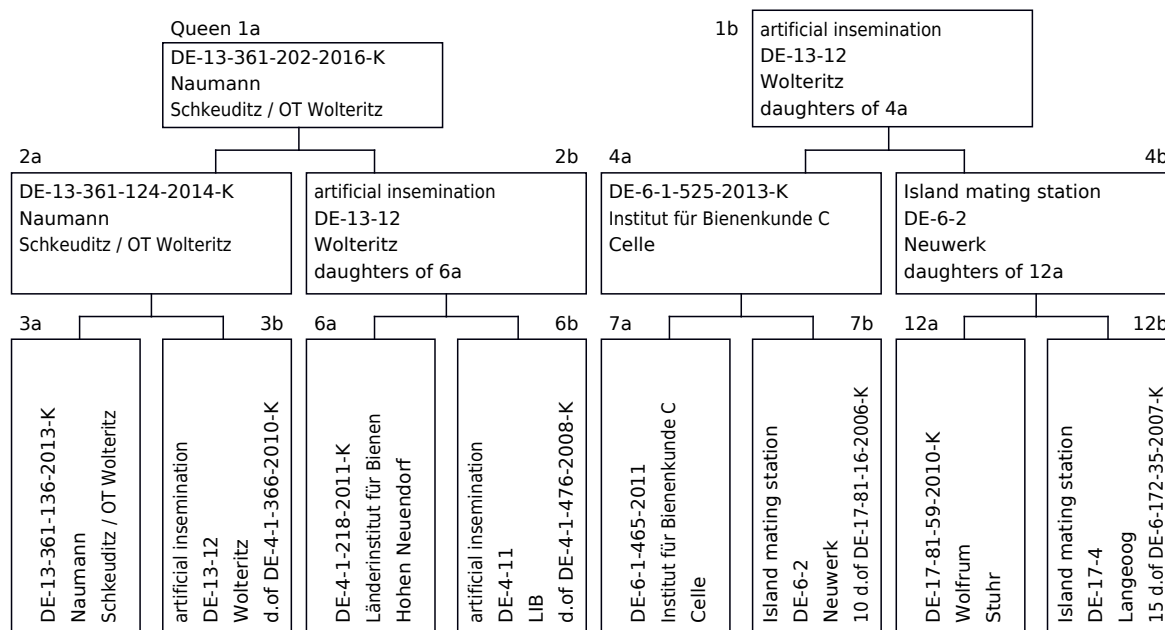 Queen 1a
DE-13-361-202-2016-K
Naumann
Schkeuditz / OT Wolteritz
1b
artificial insemination
DE-13-12
Wolteritz
daughters of 4a
2a
DE-13-361-124-2014-K
Naumann
Schkeuditz / OT Wolteritz
2b
artificial insemination
DE-13-12
Wolteritz
daughters of 6a
4a
DE-6-1-525-2013-K
Institut für Bienenkunde C
Celle
4b
Island mating station
DE-6-2
Neuwerk
daughters of 12a
3a
DE-13-361-136-2013-K
Naumann
Schkeuditz / OT Wolteritz
3b
artificial insemination
DE-13-12
Wolteritz
d.of DE-4-1-366-2010-K
6a
DE-4-1-218-2011-K
Länderinstitut für Bienen
Hohen Neuendorf
6b
artificial insemination
DE-4-11
LIB
d.of DE-4-1-476-2008-K
7a
DE-6-1-465-2011
Institut für Bienenkunde C
Celle
7b
Island mating station
DE-6-2
Neuwerk
10 d.of DE-17-81-16-2006-K
12a
DE-17-81-59-2010-K
Wolfrum
Stuhr
12b
Island mating station
DE-17-4
Langeoog
15 d.of DE-6-172-35-2007-K